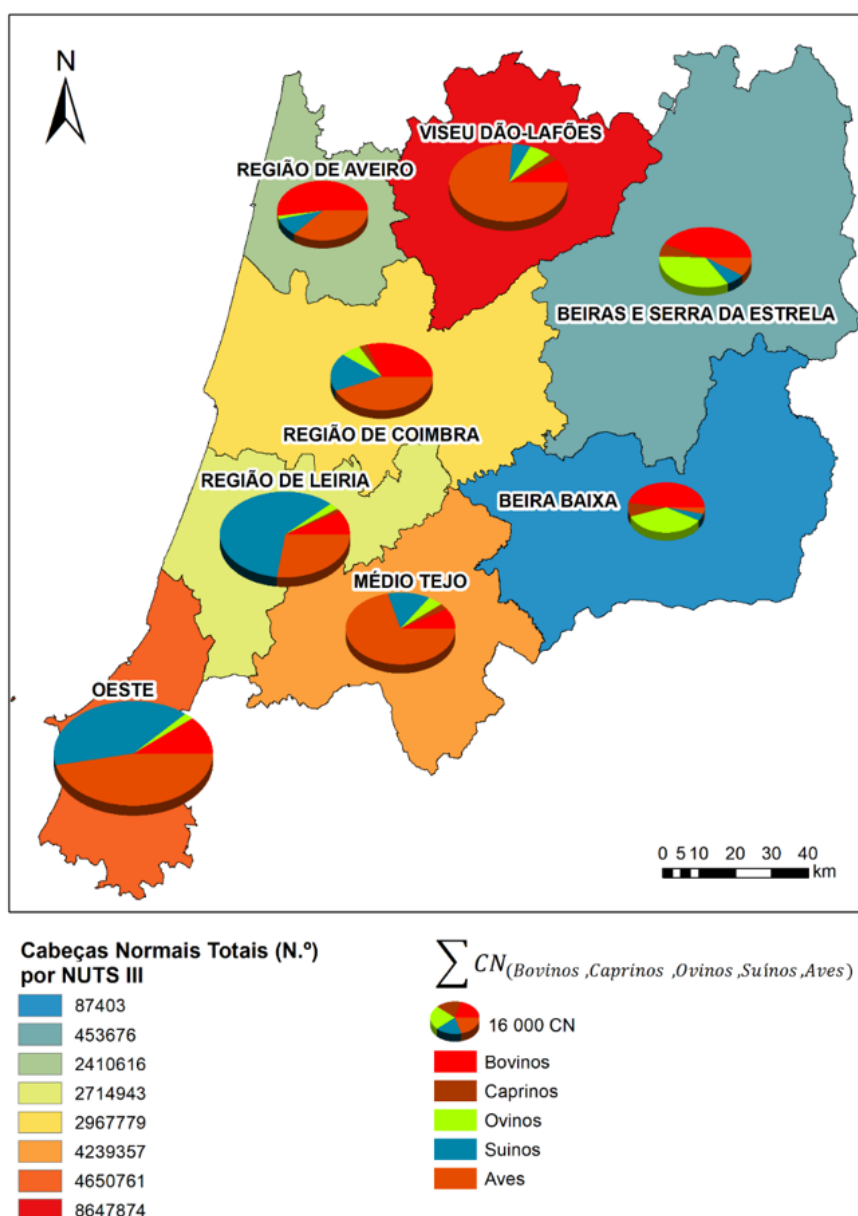 N
VISEU DÃO-LAFÕES
REGIÃO DE AVEIRO
BEIRAS E SERRA DA ESTRELA
REGIÃO DE COIMBRA
REGIÃO DE LEIRIA
BEIRA BAIXA
MÉDIO TEJO
OESTE
0 5 10 20 30 40
km
Cabeças Normais Totais (N.º)
por NUTS III
87403
453676
2410616
2714943
2967779
4239357
4650761
8647874
∑ CN(Bovinos ,Caprinos ,Ovinos ,Suínos ,Aves)
16 000 CN
Bovinos
Caprinos
Ovinos
Suinos
Aves